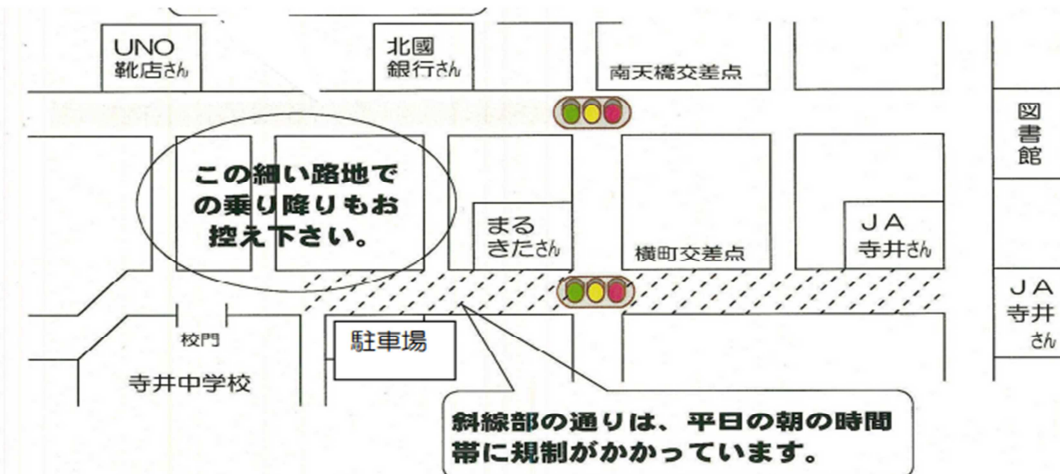 UNO
靴店さん
北國
銀行さん
南天橋交差点
図書館
この細い路地で
の乗り降りもお
控え下さい。
まる
きたさん
横町交差点
JA
寺井さん
JA
寺井
さん
校門
駐車場
寺井中学校
斜線部の通りは、平日の朝の時間
帯に規制がかかっています。